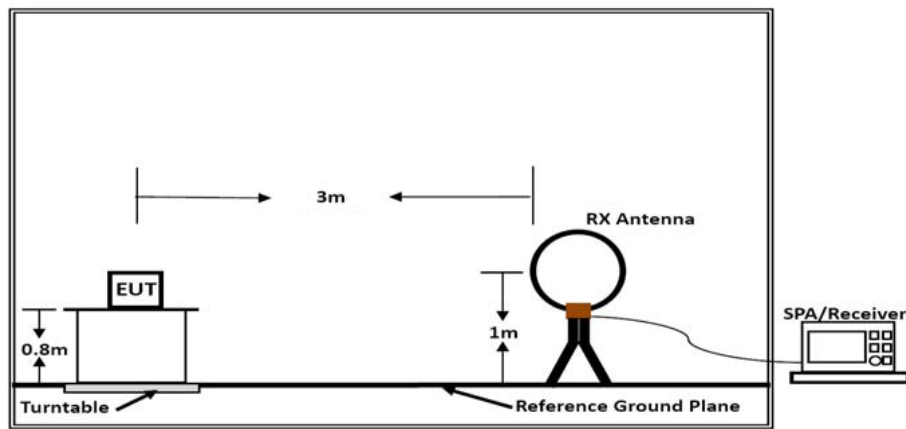 3m
RX Antenna
EUT
SPA/Receiver
0.8m
1m
Turntable
Reference Ground Plane